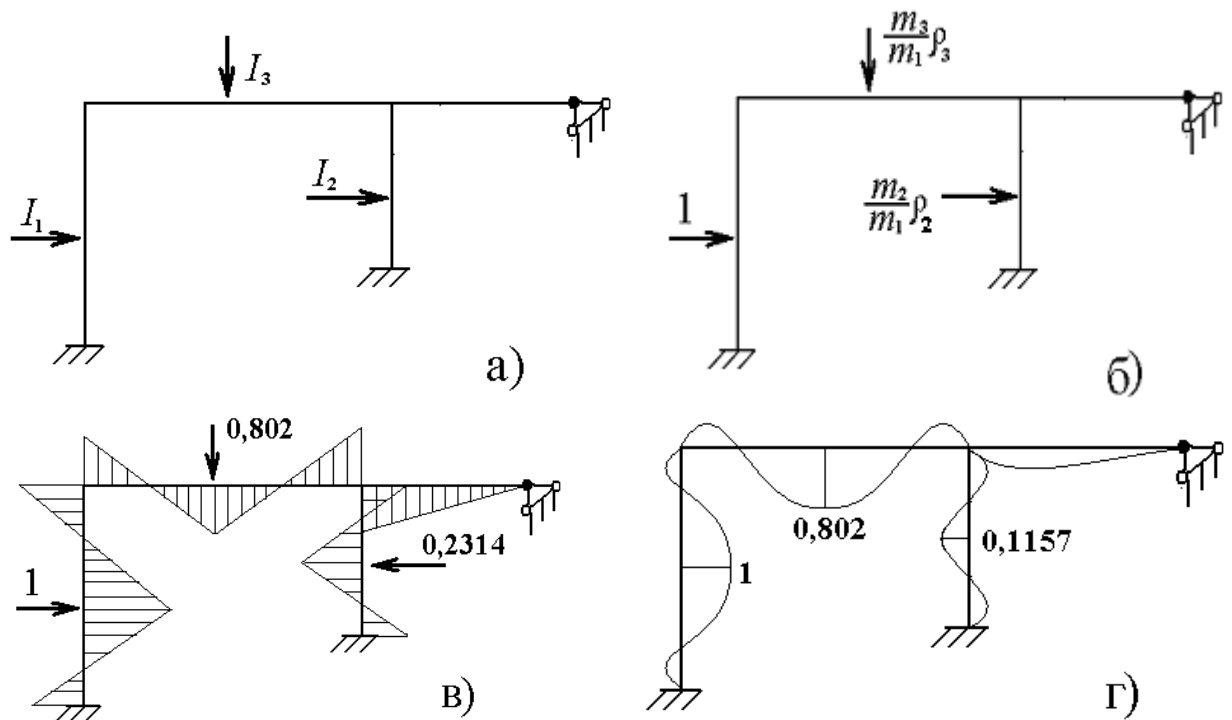 I₃
I₂
I₁
а)
m₃/m₁ ρ₃
m₂/m₁ ρ₂
1
б)
0,802
0,2314
1
в)
0,802
0,1157
1
г)